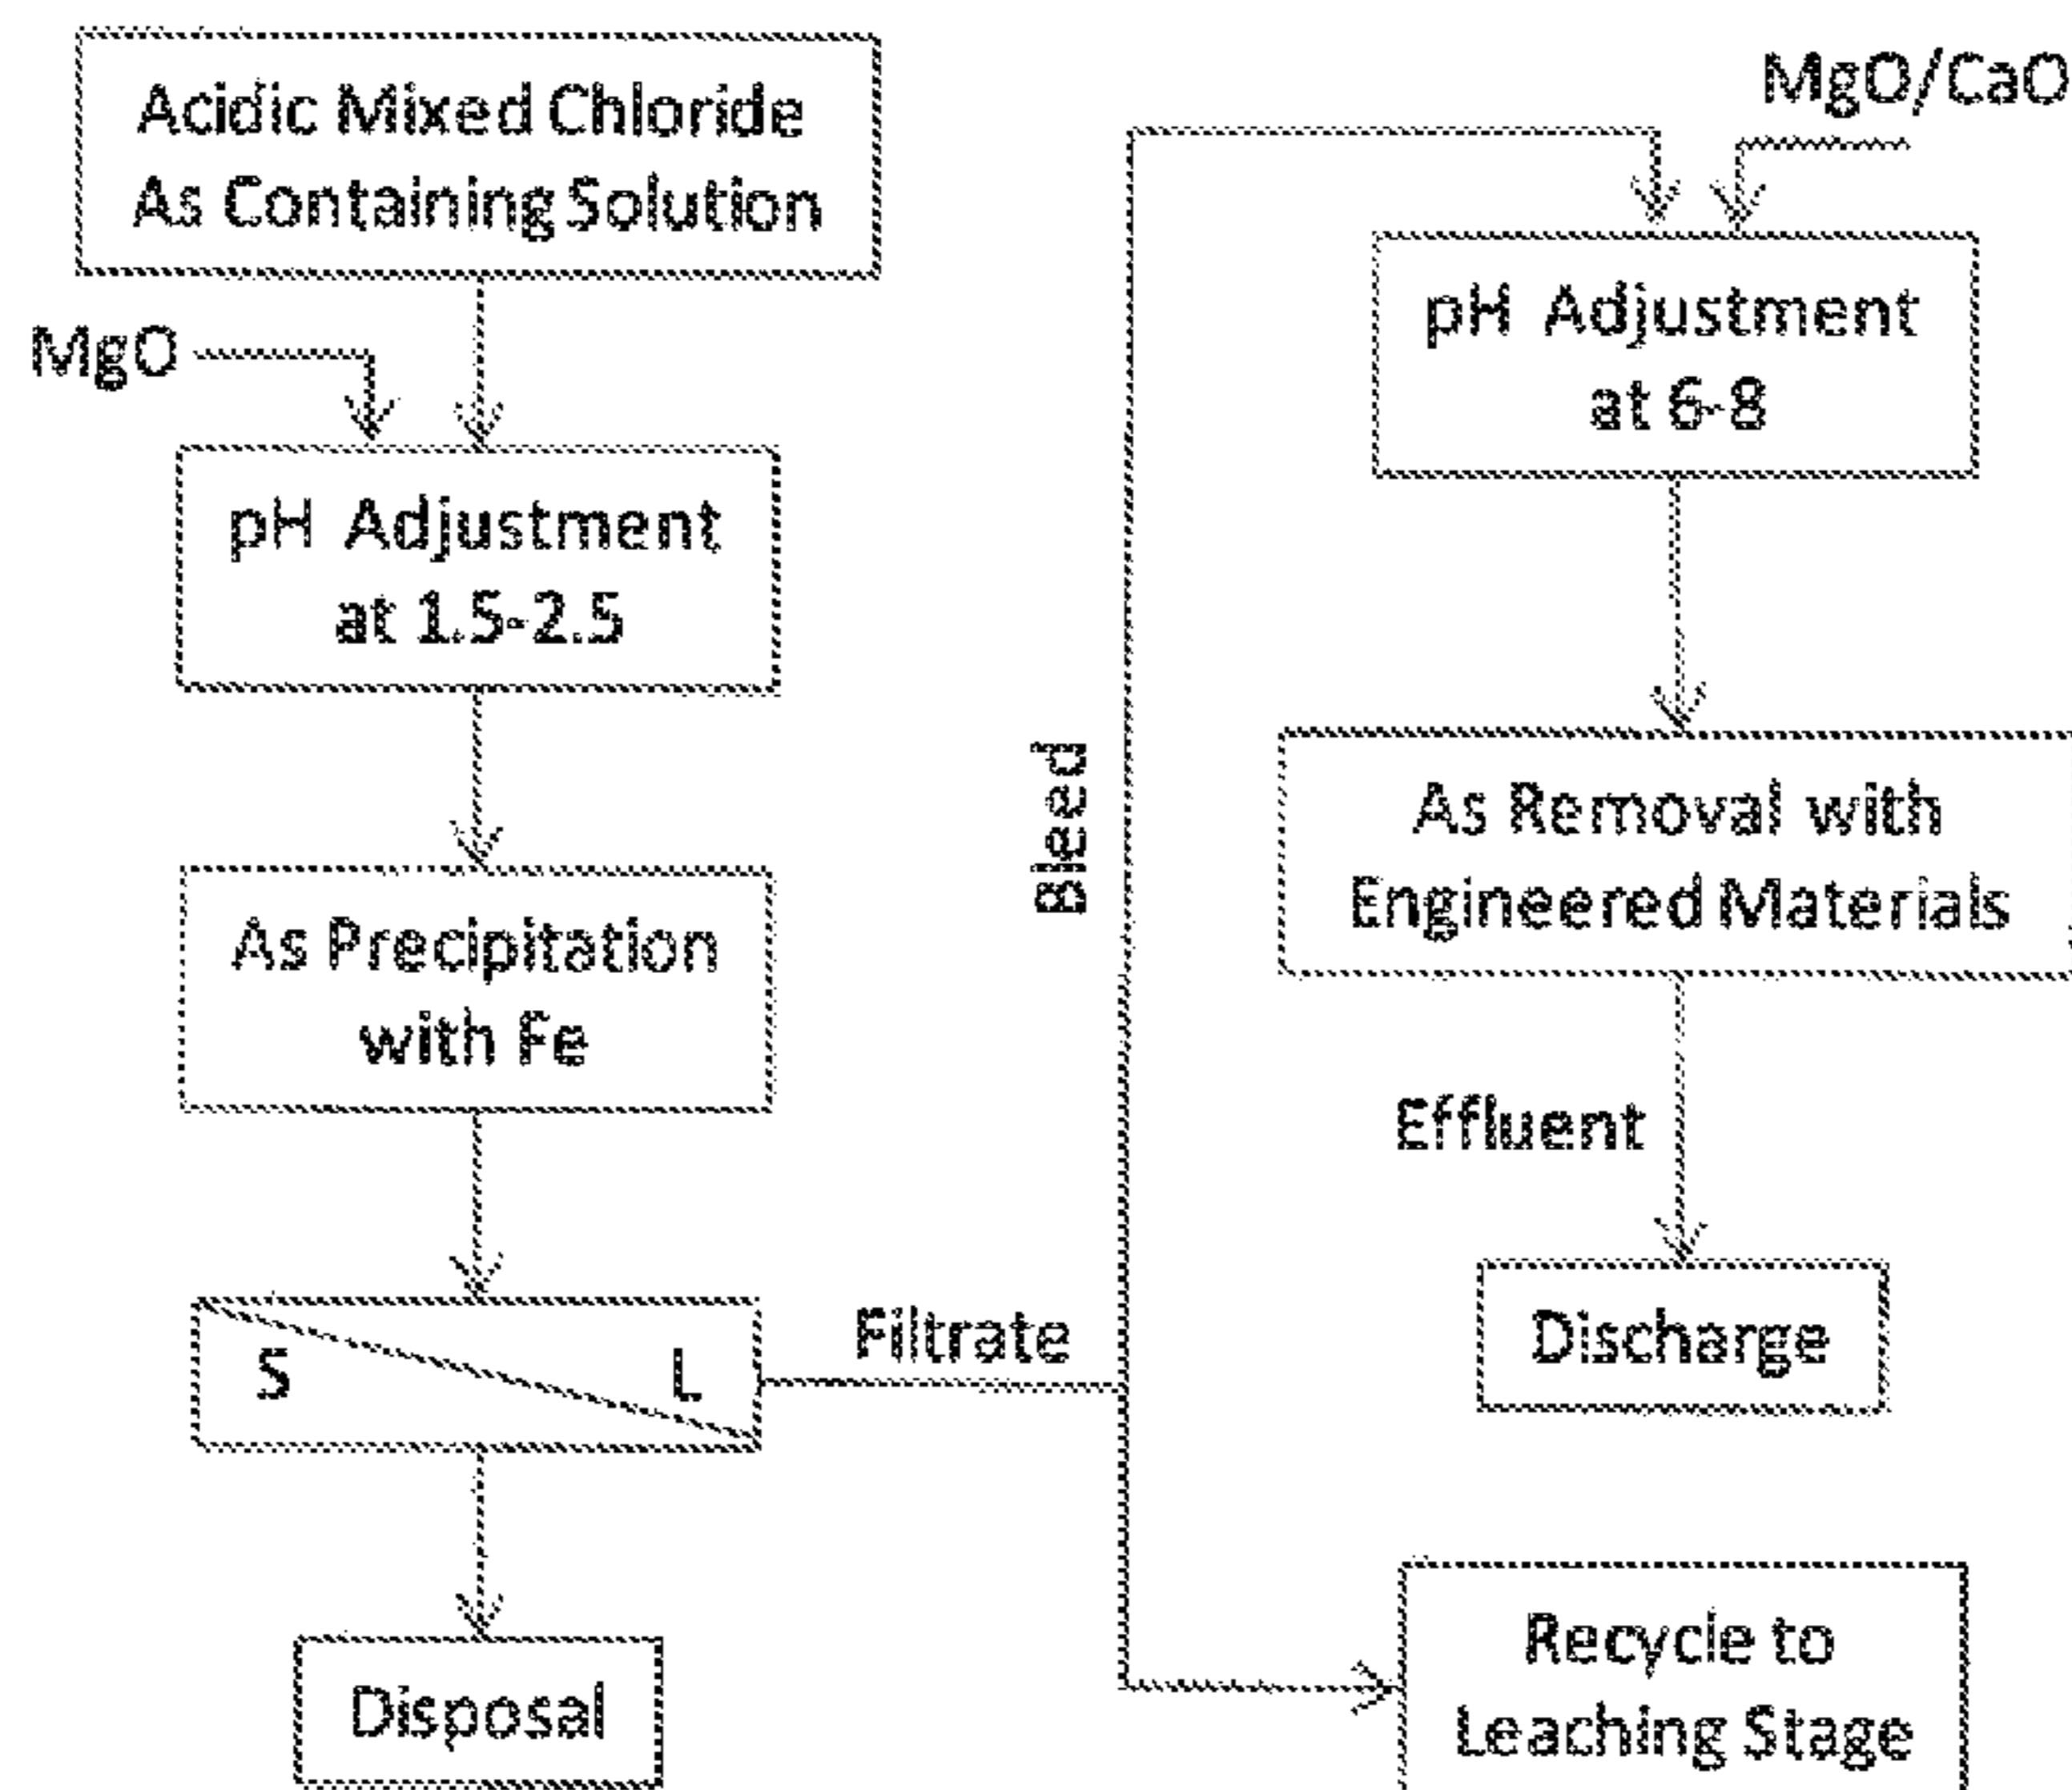 Acidic Mixed Chloride
As Containing Solution
MgO
pH Adjustment
at 1.5-2.5
As Precipitation
with Fe
S
L
Filtrate
Disposal
Bleed
MgO/CaO
pH Adjustment
at 6-8
As Removal with
Engineered Materials
Effluent
Discharge
Recycle to
Leaching Stage